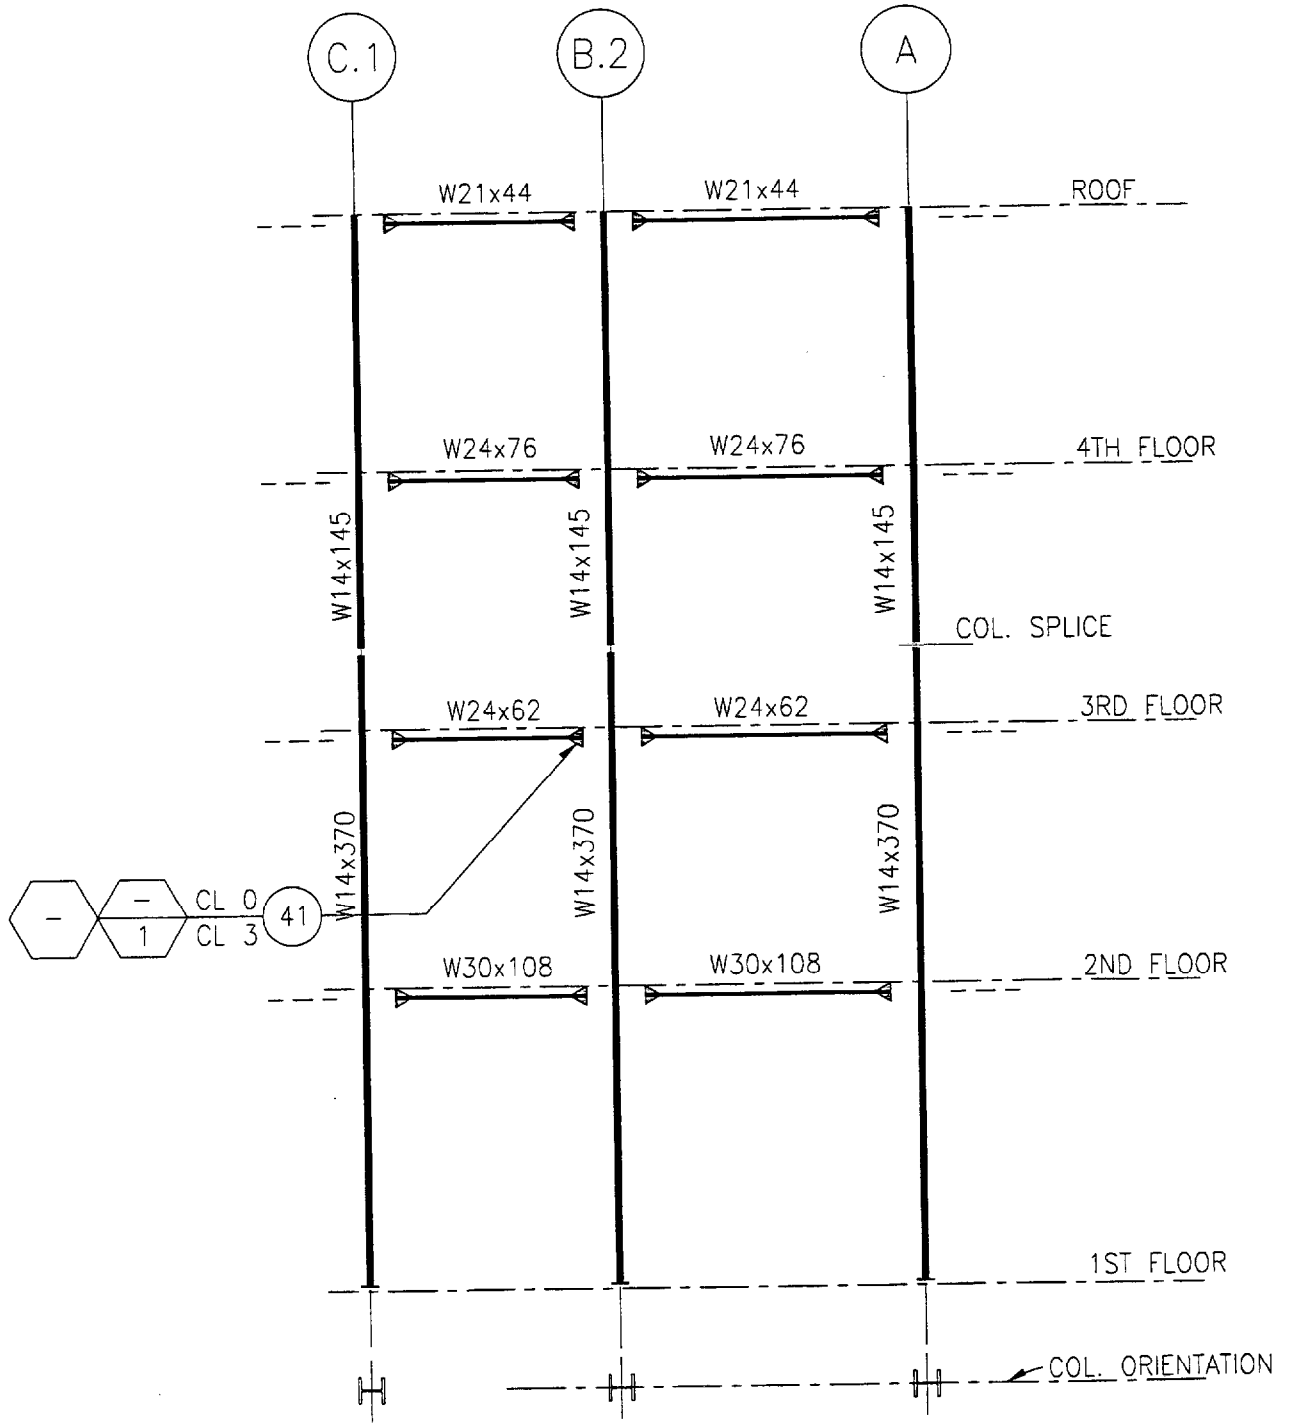 C.1
B.2
A
W21x44
W21x44
ROOF
W24x76
W24x76
4TH FLOOR
W14x145
W14x145
W14x145
COL. SPLICE
W24x62
W24x62
3RD FLOOR
W14x370
W14x370
W14x370
–
–
1
CL 0
CL 3
41
W30x108
W30x108
2ND FLOOR
1ST FLOOR
COL. ORIENTATION